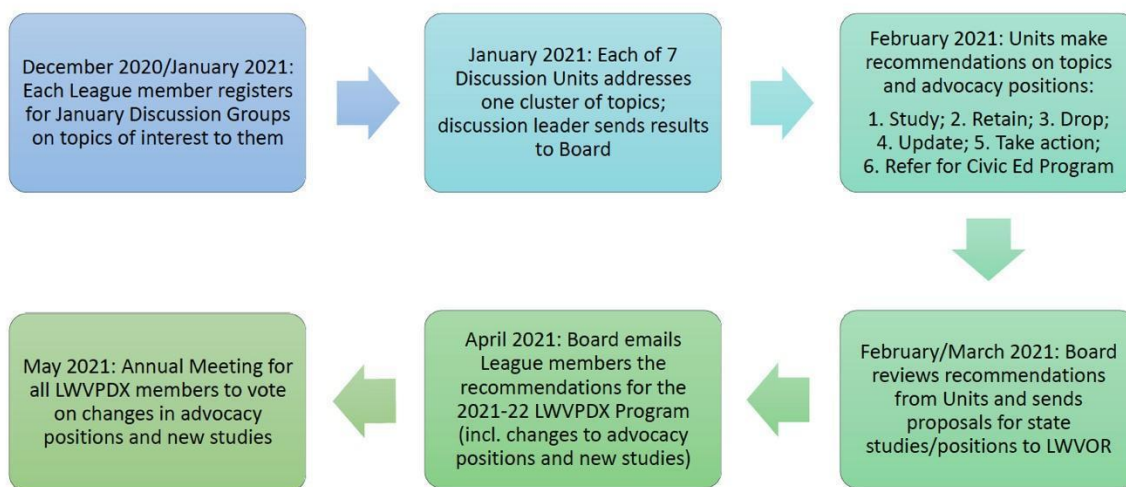 December 2020/January 2021:
Each League member registers
for January Discussion Groups
on topics of interest to them
January 2021: Each of 7
Discussion Units addresses
one cluster of topics;
discussion leader sends results
to Board
February 2021: Units make
recommendations on topics
and advocacy positions:
1. Study; 2. Retain; 3. Drop;
4. Update; 5. Take action;
6. Refer for Civic Ed Program
February/March 2021: Board
reviews recommendations
from Units and sends
proposals for state
studies/positions to LWVOR
April 2021: Board emails
League members the
recommendations for the
2021-22 LWVPDX Program
(incl. changes to advocacy
positions and new studies)
May 2021: Annual Meeting for
all LWVPDX members to vote
on changes in advocacy
positions and new studies